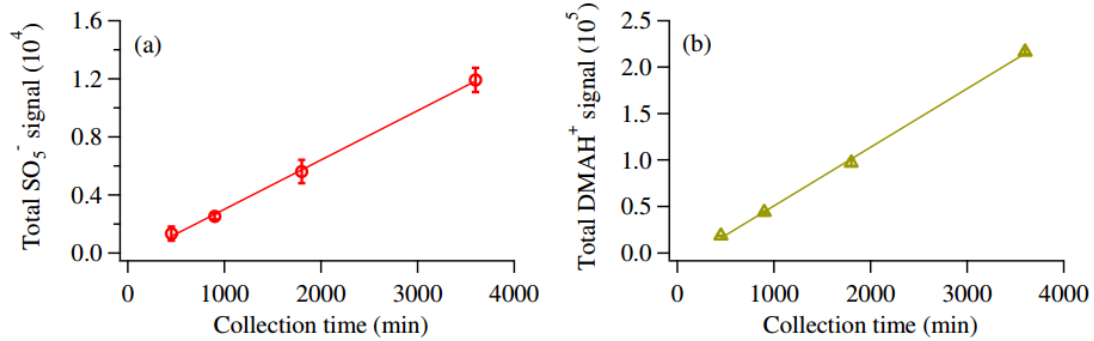 (a)
Total SO5- signal (10^4)
1.6
1.2
0.8
0.4
0.0
0 1000 2000 3000 4000
Collection time (min)
(b)
Total DMAH+ signal (10^5)
2.5
2.0
1.5
1.0
0.5
0.0
0 1000 2000 3000 4000
Collection time (min)